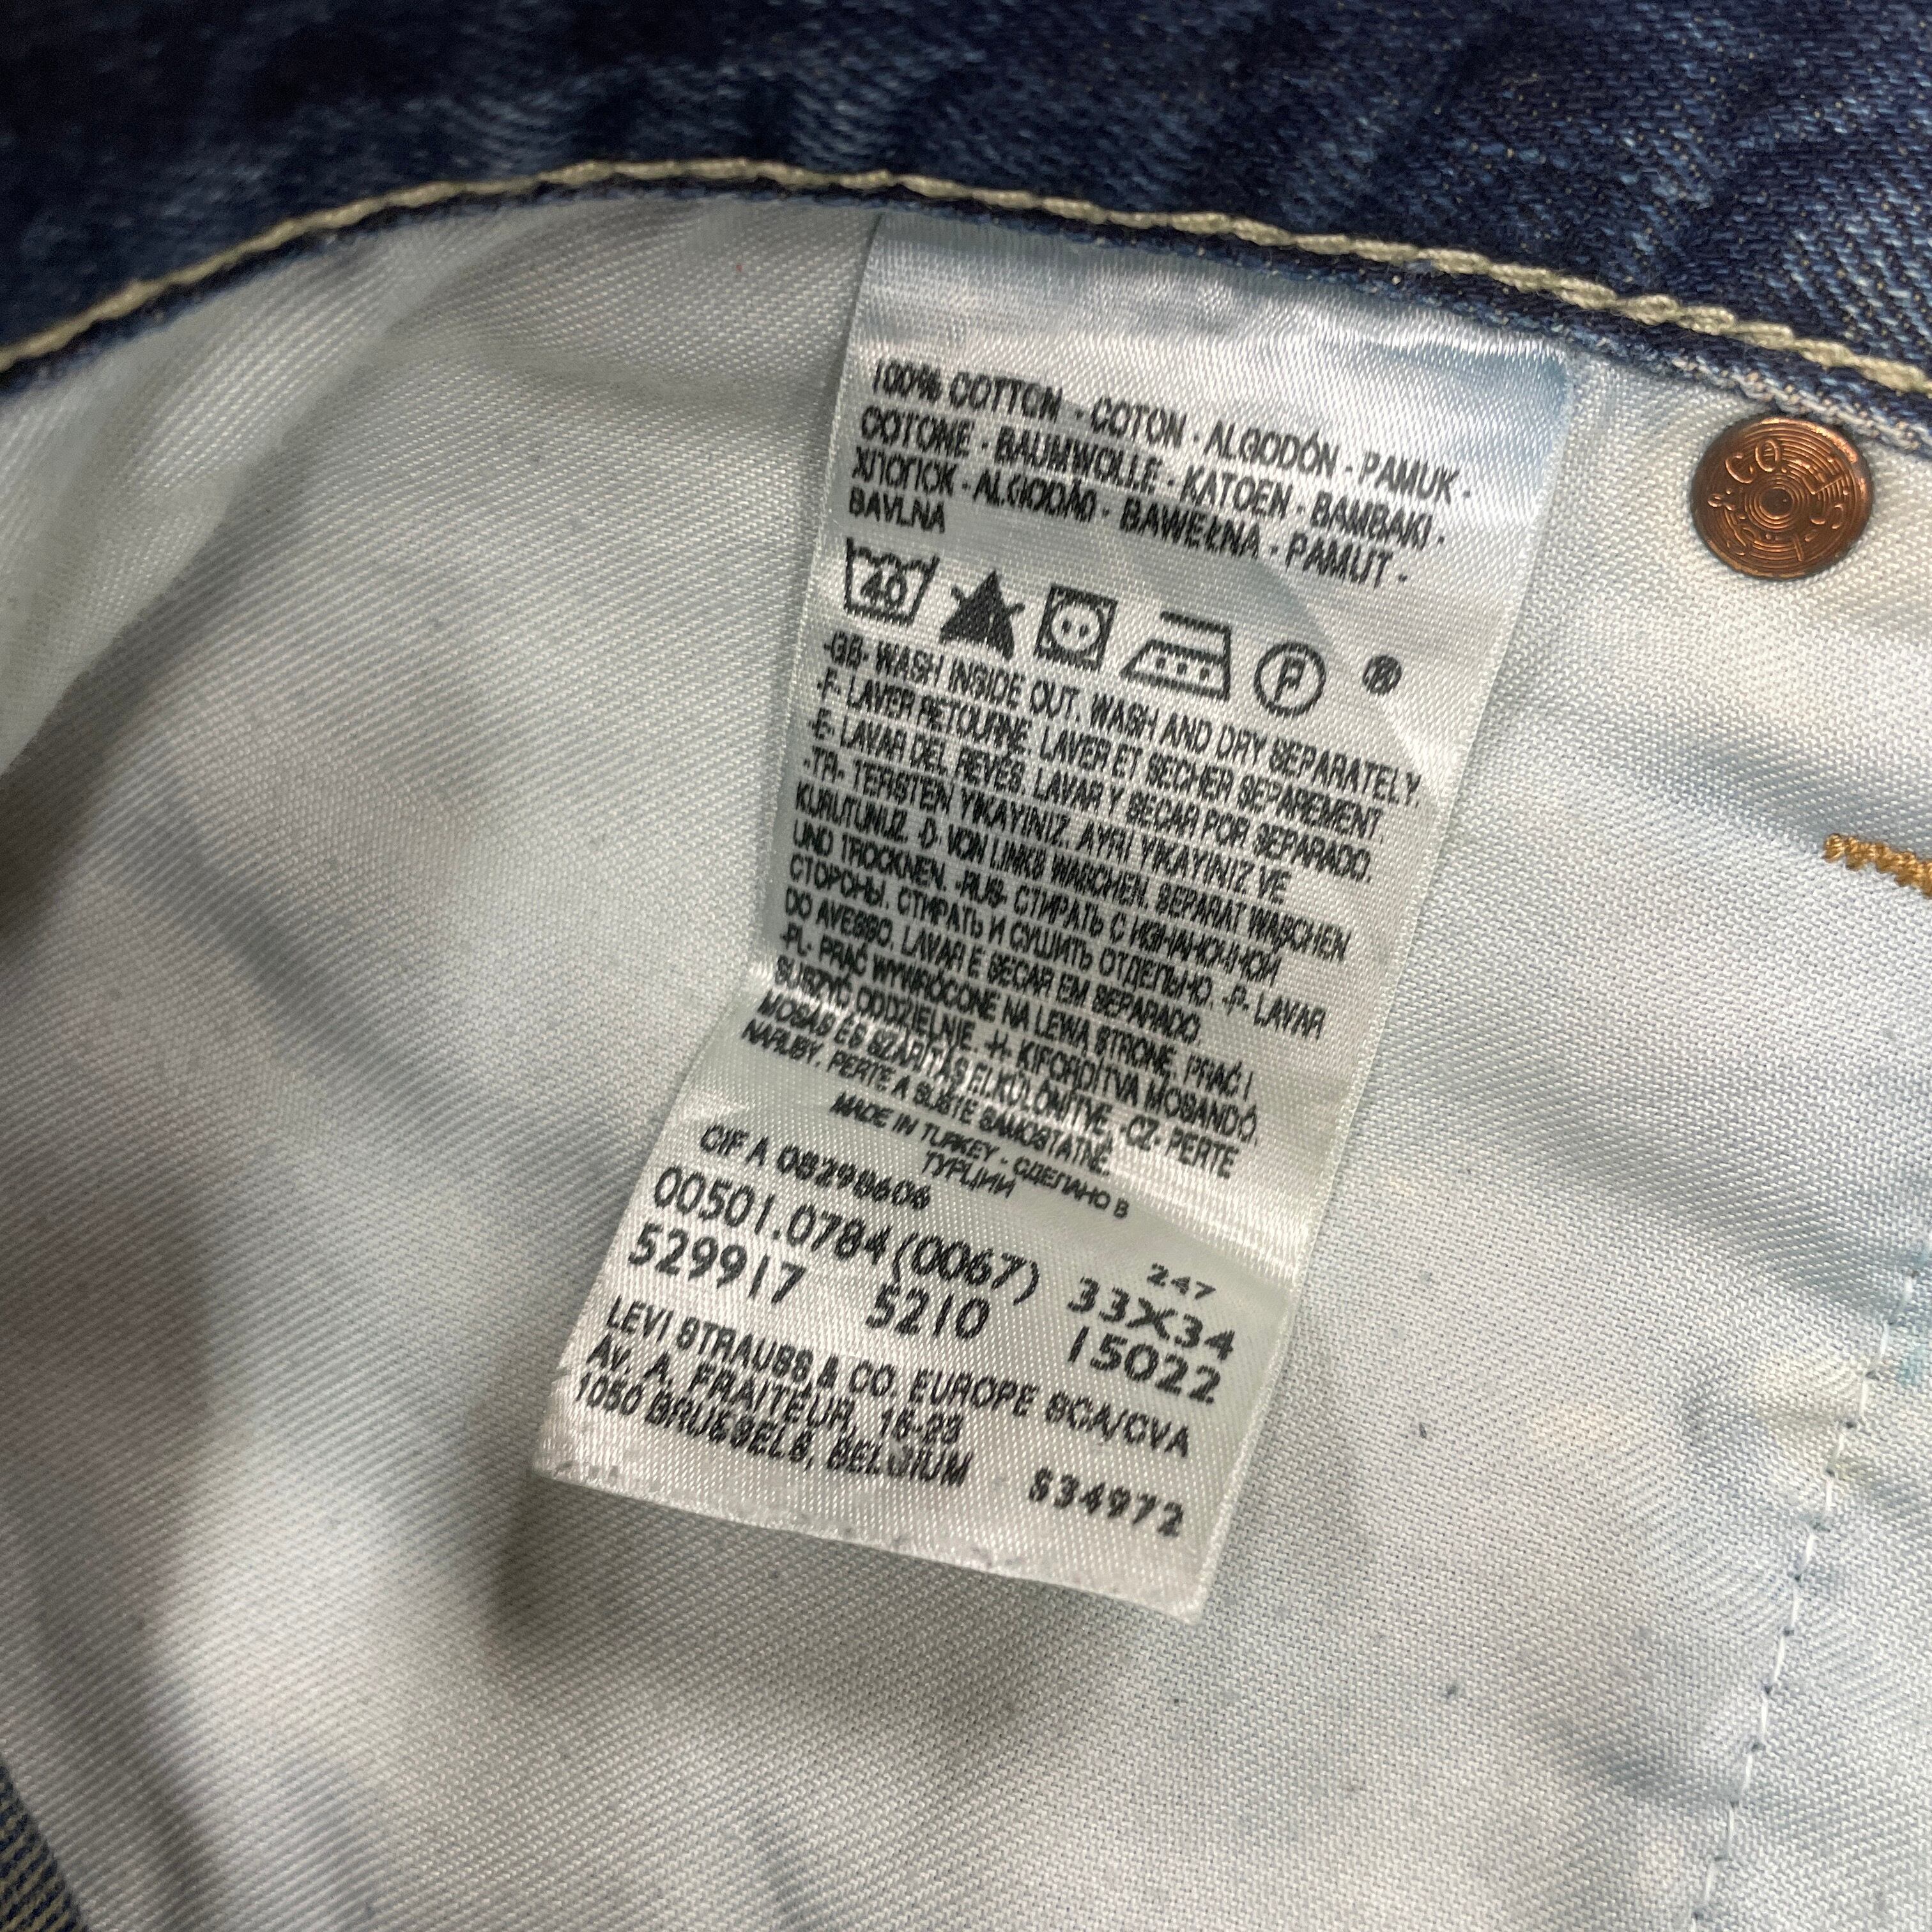 100% COTTON - COTON - ALGODÓN - PAMUK -
COTONE - BAUMWOLLE - KATOEN - BAMBAKI -
ХЛОПОК - ALGODÃO - BAWEŁNA - PAMUT -
BAVLNA
40 P ®
-GB- WASH INSIDE OUT. WASH AND DRY SEPARATELY.
-F- LAVER RETOURNE. LAVER ET SECHER SEPAREMENT
-E- LAVAR DEL REVÉS. LAVAR Y SECAR POR SEPARADO.
-TR- TERSTEN YIKAYINIZ. AYRI YIKAYINIZ VE
KURUTUNUZ. -D- VON LINKS WASCHEN. SEPARAT WASCHEN
UND TROCKNEN. -RUS- СТИРАТЬ С ИЗНАНОЧНОЙ
СТОРОНЫ. СТИРАТЬ И СУШИТЬ ОТДЕЛЬНО. -P- LAVAR
DO AVESSO. LAVAR E SECAR EM SEPARADO
-PL- PRAĆ WYWRÓCONE NA LEWĄ STRONĘ, PRAĆ I
SUSZYĆ ODDZIELNIE. -H- KIFORDÍTVA MOSANDÓ.
MOSÁS ÉS SZÁRÍTÁS ELKÜLÖNÍTVE. -CZ- PERTE
NARUBY. PERTE A SUŠTE SAMOSTATNĚ
MADE IN TURKEY - СДЕЛАНО В
ТУРЦИИ
CIF A 08298606
247
00501.0784(0067) 33X34
529917 5210 15022
LEVI STRAUSS & CO. EUROPE SCA/CVA
Av. A. FRAITEUR, 15-23
1050 BRUSSELS, BELGIUM S34972
CO.